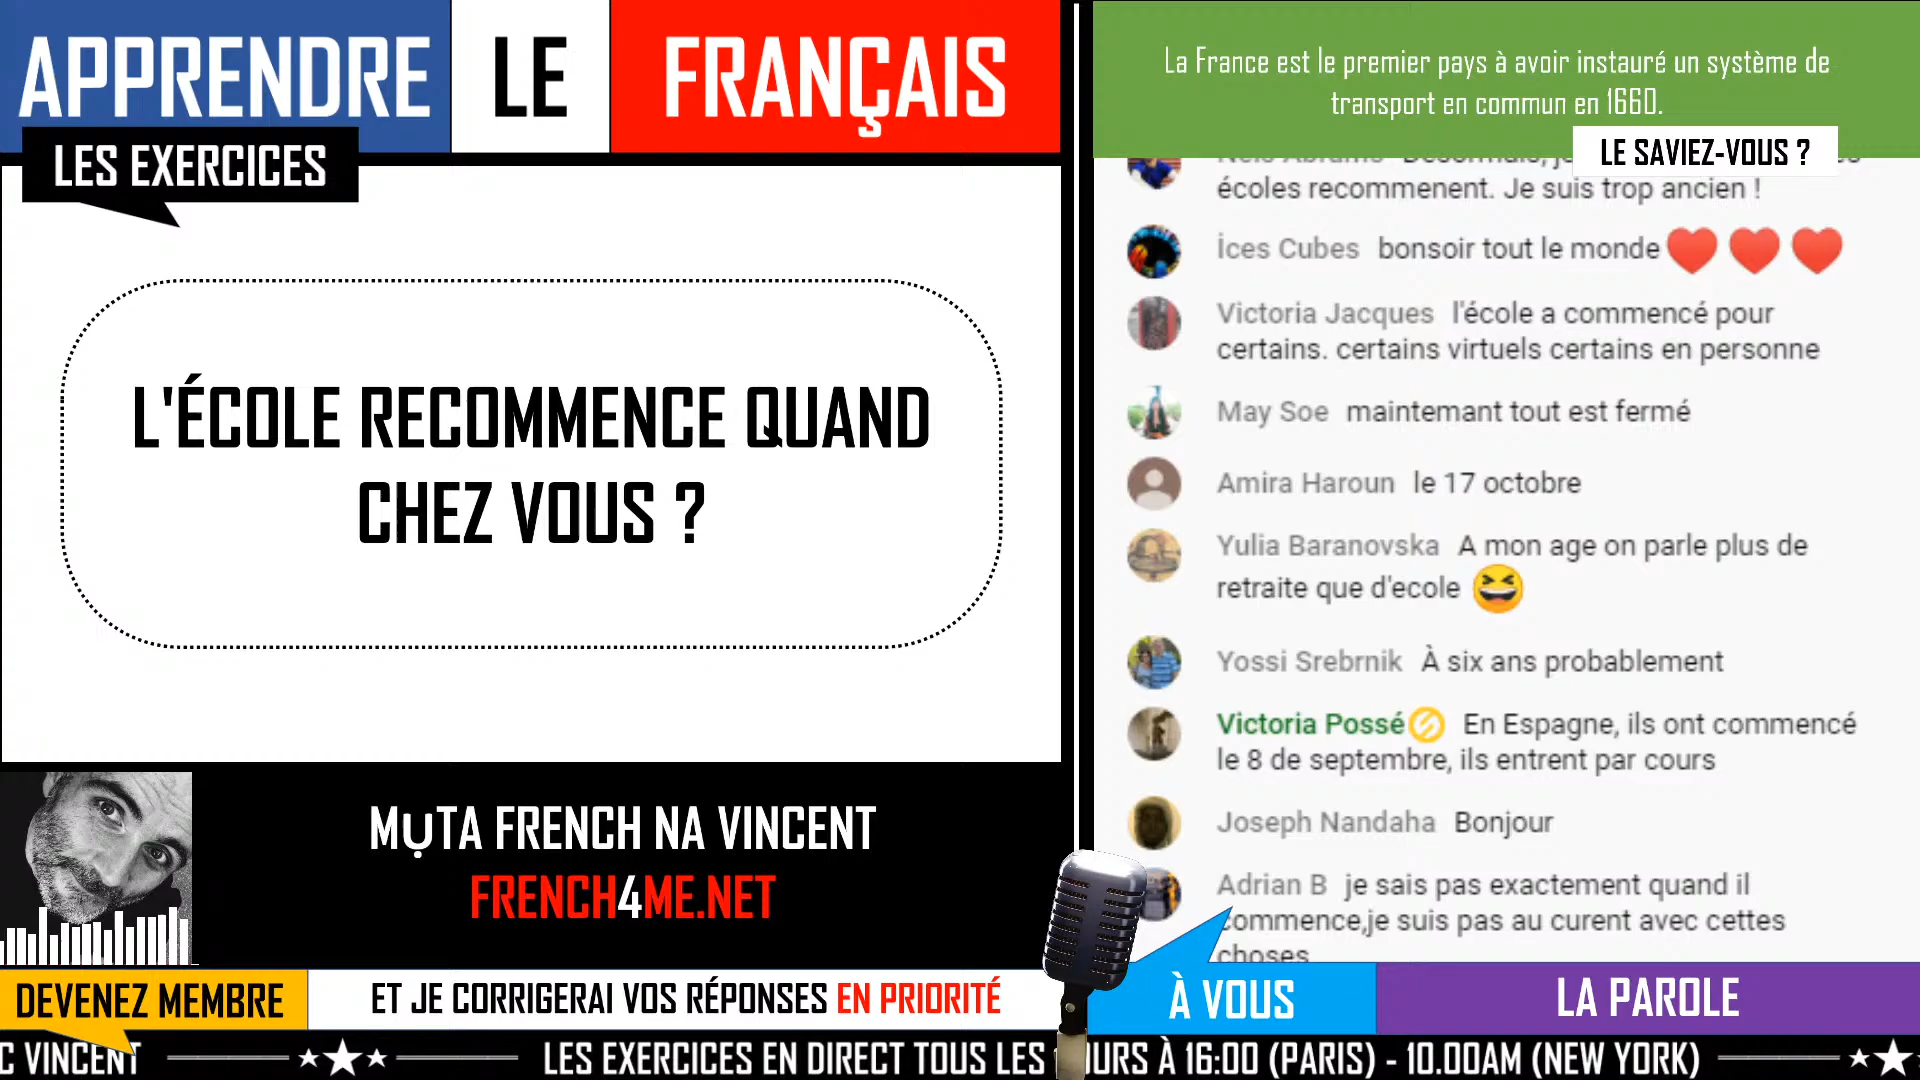 APPRENDRE LE FRANÇAIS
LES EXERCICES
L'ÉCOLE RECOMMENCE QUAND
CHEZ VOUS ?
MỤTA FRENCH NA VINCENT
FRENCH4ME.NET
DEVENEZ MEMBRE
ET JE CORRIGERAI VOS RÉPONSES EN PRIORITÉ
La France est le premier pays à avoir instauré un système de
transport en commun en 1660.
LE SAVIEZ-VOUS ?
écoles recommenent. Je suis trop ancien !
İces Cubes bonsoir tout le monde
Victoria Jacques l'école a commencé pour
certains. certains virtuels certains en personne
May Soe maintemant tout est fermé
Amira Haroun le 17 octobre
Yulia Baranovska A mon age on parle plus de
retraite que d'ecole
Yossi Srebrnik À six ans probablement
Victoria Possé En Espagne, ils ont commencé
le 8 de septembre, ils entrent par cours
Joseph Nandaha Bonjour
Adrian B je sais pas exactement quand il
commence,je suis pas au curent avec cettes
choses
À VOUS LA PAROLE
C VINCENT LES EXERCICES EN DIRECT TOUS LES OURS À 16:00 (PARIS) - 10.00AM (NEW YORK)